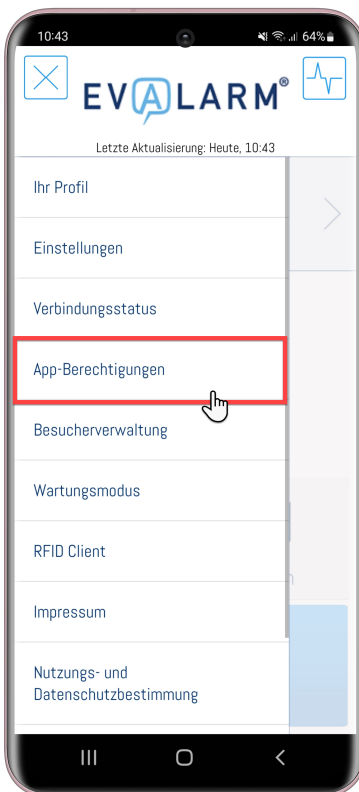 10:43
64%
EVALARM®
Letzte Aktualisierung: Heute, 10:43
Ihr Profil
Einstellungen
Verbindungsstatus
App-Berechtigungen
Besucherverwaltung
Wartungsmodus
RFID Client
Impressum
Nutzungs- und
Datenschutzbestimmung